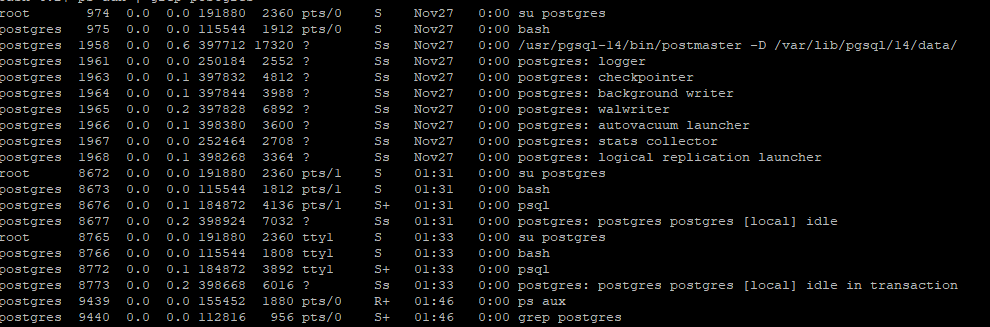 root 974 0.0 0.0 191880 2360 pts/0 S Nov27 0:00 su postgres
postgres 975 0.0 0.0 115544 1912 pts/0 S Nov27 0:00 bash
postgres 1958 0.0 0.6 397712 17320 ? Ss Nov27 0:00 /usr/pgsql-14/bin/postmaster -D /var/lib/pgsql/14/data/
postgres 1961 0.0 0.0 250184 2552 ? Ss Nov27 0:00 postgres: logger
postgres 1963 0.0 0.1 397832 4812 ? Ss Nov27 0:00 postgres: checkpointer
postgres 1964 0.0 0.1 397844 3988 ? Ss Nov27 0:00 postgres: background writer
postgres 1965 0.0 0.2 397828 6892 ? Ss Nov27 0:00 postgres: walwriter
postgres 1966 0.0 0.1 398380 3600 ? Ss Nov27 0:00 postgres: autovacuum launcher
postgres 1967 0.0 0.0 252464 2708 ? Ss Nov27 0:00 postgres: stats collector
postgres 1968 0.0 0.1 398268 3364 ? Ss Nov27 0:00 postgres: logical replication launcher
root 8672 0.0 0.0 191880 2360 pts/1 S 01:31 0:00 su postgres
postgres 8673 0.0 0.0 115544 1812 pts/1 S 01:31 0:00 bash
postgres 8676 0.0 0.1 184872 4136 pts/1 S+ 01:31 0:00 psql
postgres 8677 0.0 0.2 398924 7032 ? Ss 01:31 0:00 postgres: postgres postgres [local] idle
root 8765 0.0 0.0 191880 2360 tty1 S 01:33 0:00 su postgres
postgres 8766 0.0 0.0 115544 1808 tty1 S 01:33 0:00 bash
postgres 8772 0.0 0.1 184872 3892 tty1 S+ 01:33 0:00 psql
postgres 8773 0.0 0.2 398668 6016 ? Ss 01:33 0:00 postgres: postgres postgres [local] idle in transaction
postgres 9439 0.0 0.0 155452 1880 pts/0 R+ 01:46 0:00 ps aux
postgres 9440 0.0 0.0 112816 956 pts/0 S+ 01:46 0:00 grep postgres